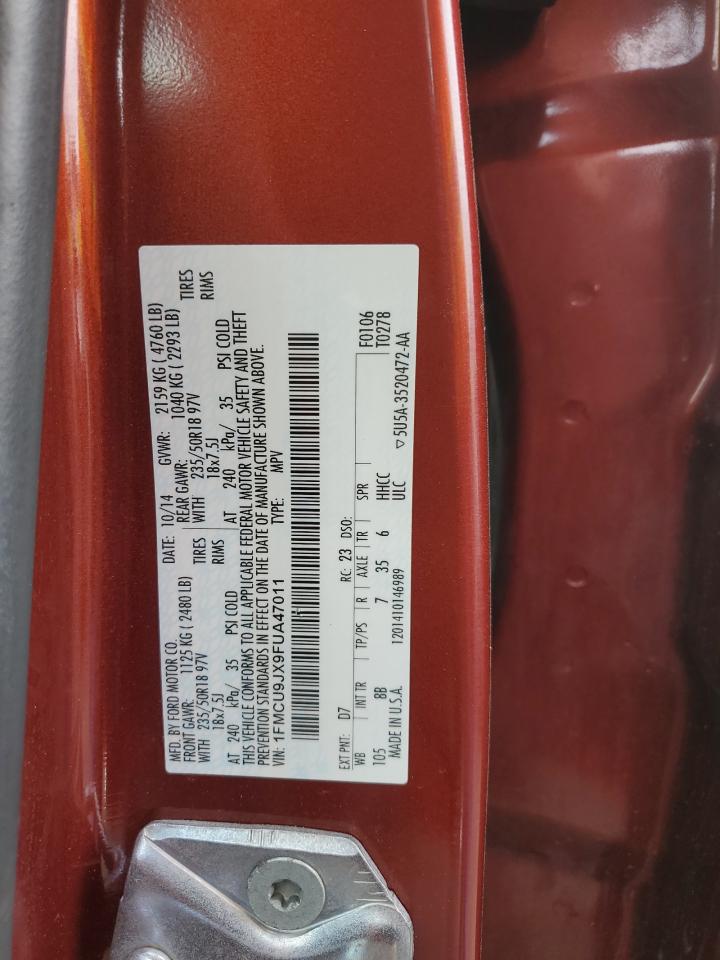 MFD. BY FORD MOTOR CO.
DATE: 10/14 GVWR: 2159 KG ( 4760 LB)
FRONT GAWR: 1125 KG ( 2480 LB) REAR GAWR: 1040 KG ( 2293 LB)
WITH 235/50R18 97V TIRES WITH 235/50R18 97V TIRES
18x7.5J RIMS 18x7.5J RIMS
AT 240 kPa/ 35 PSI COLD AT 240 kPa/ 35 PSI COLD
THIS VEHICLE CONFORMS TO ALL APPLICABLE FEDERAL MOTOR VEHICLE SAFETY AND THEFT
PREVENTION STANDARDS IN EFFECT ON THE DATE OF MANUFACTURE SHOWN ABOVE.
VIN: 1FMCU9JX9FUA47011 TYPE: MPV
EXT PNT: D7 RC: 23 DSO: F0106
WB INT TR TP/PS R AXLE TR SPR T0278
105 8B 7 35 6 HHCC
MADE IN U.S.A. 1201410146989 ULC ▽5U5A-3520472-AA